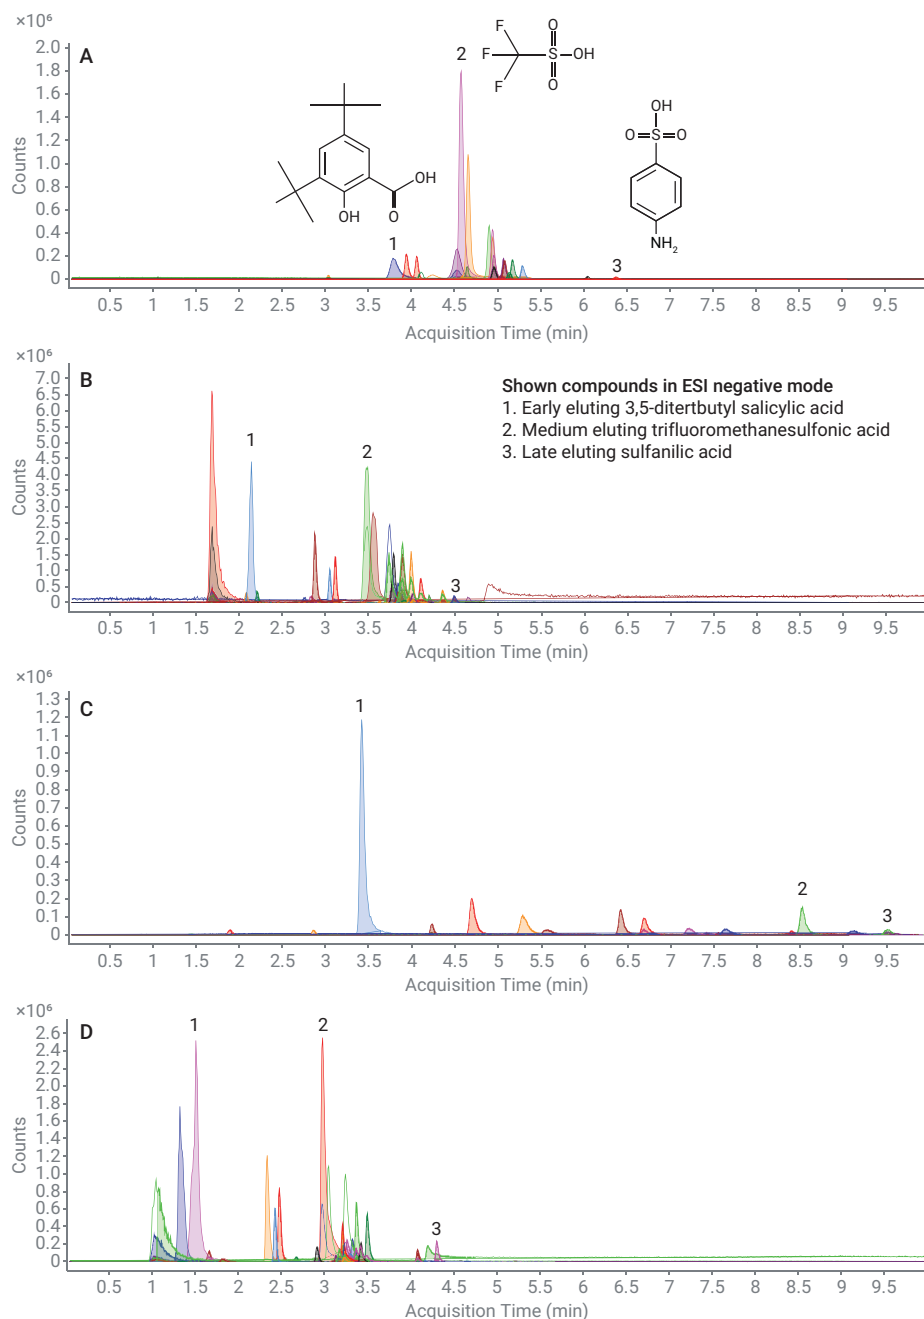 ×10⁶
A
2.0
1.8
1.6
1.4
1.2
1.0
0.8
0.6
0.4
0.2
0
Counts
1
2
3
OH
O
OH
F
F
F
O
S
OH
O
OH
O
S
O
NH₂
0.5 1 1.5 2 2.5 3 3.5 4 4.5 5 5.5 6 6.5 7 7.5 8 8.5 9 9.5
Acquisition Time (min)
×10⁶
B
7.0
6.5
6.0
5.5
5.0
4.5
4.0
3.5
3.0
2.5
2.0
1.5
1.0
0.5
0
Counts
1
2
3
Shown compounds in ESI negative mode
1. Early eluting 3,5-ditertbutyl salicylic acid
2. Medium eluting trifluoromethanesulfonic acid
3. Late eluting sulfanilic acid
0.5 1 1.5 2 2.5 3 3.5 4 4.5 5 5.5 6 6.5 7 7.5 8 8.5 9 9.5
Acquisition Time (min)
×10⁶
C
1.3
1.2
1.1
1.0
0.9
0.8
0.7
0.6
0.5
0.4
0.3
0.2
0.1
0
Counts
1
2
3
0.5 1 1.5 2 2.5 3 3.5 4 4.5 5 5.5 6 6.5 7 7.5 8 8.5 9 9.5
Acquisition Time (min)
×10⁶
D
2.6
2.4
2.2
2.0
1.8
1.6
1.4
1.2
1.0
0.8
0.6
0.4
0.2
0
Counts
1
2
3
0.5 1 1.5 2 2.5 3 3.5 4 4.5 5 5.5 6 6.5 7 7.5 8 8.5 9 9.5
Acquisition Time (min)